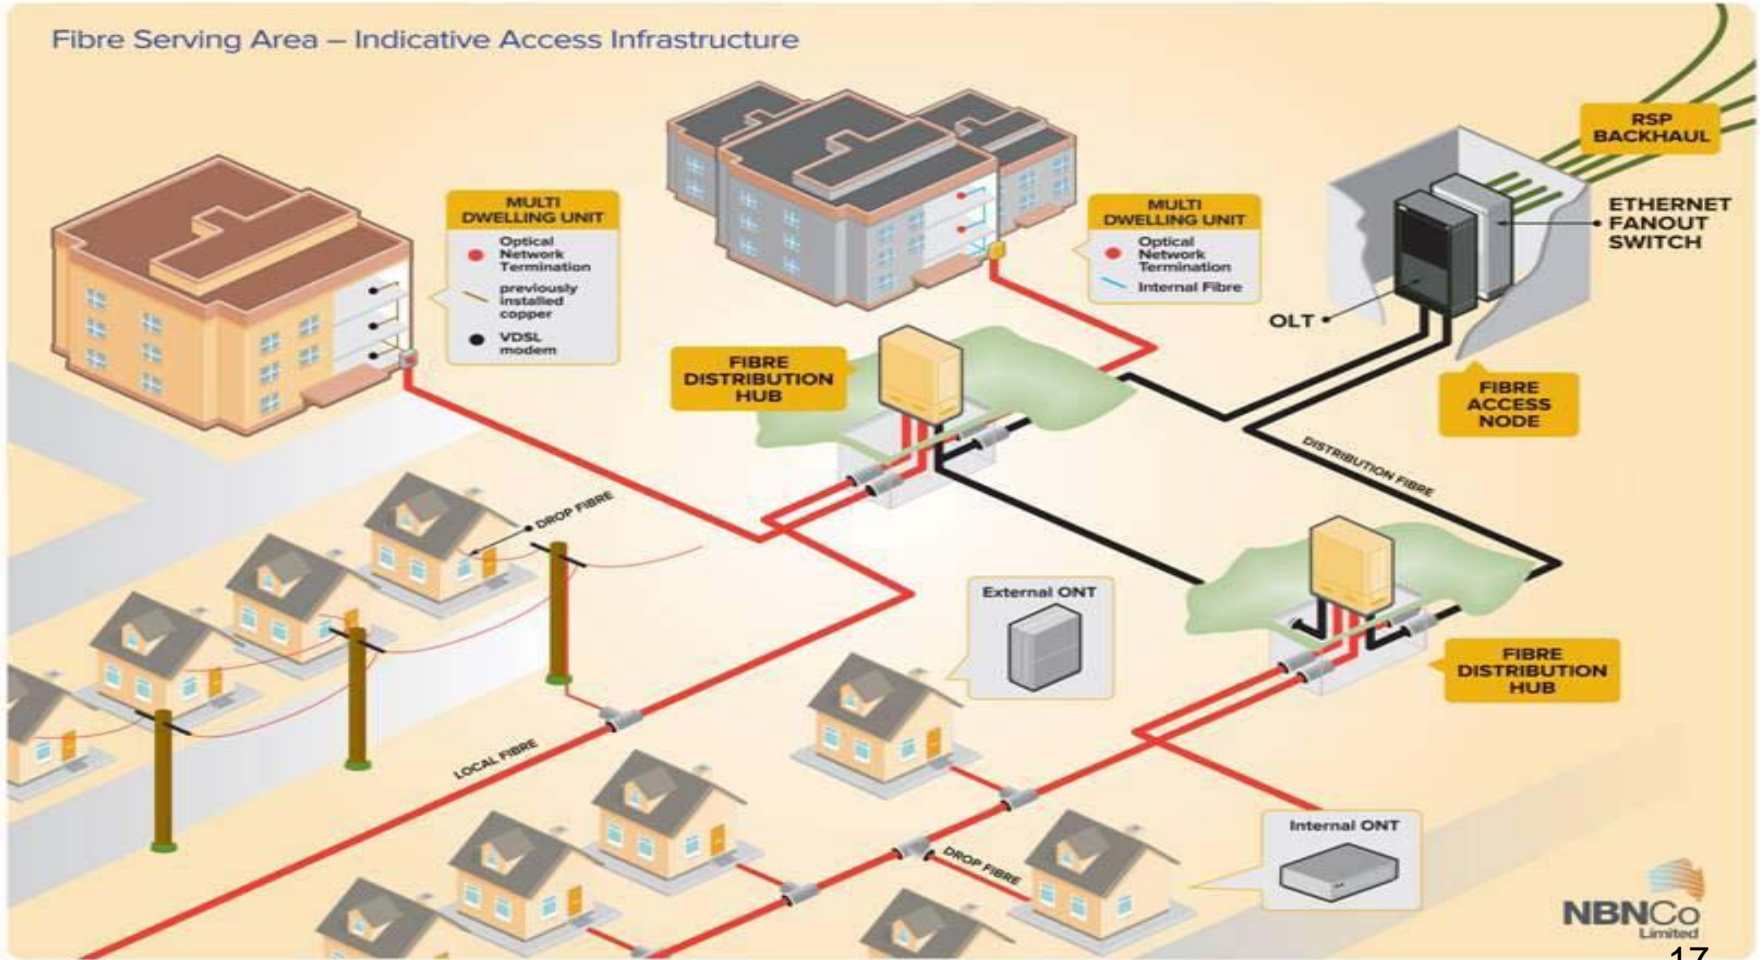 Fibre Serving Area – Indicative Access Infrastructure
RSP
BACKHAUL
MULTI
DWELLING UNIT
Optical
Network
Termination
previously
installed
copper
VDSL
modem
MULTI
DWELLING UNIT
Optical
Network
Termination
Internal Fibre
ETHERNET
FANOUT
SWITCH
OLT
FIBRE
DISTRIBUTION
HUB
FIBRE
ACCESS
NODE
DISTRIBUTION FIBRE
DROP FIBRE
External ONT
FIBRE
DISTRIBUTION
HUB
LOCAL FIBRE
Internal ONT
DROP FIBRE
NBNCo
Limited
17